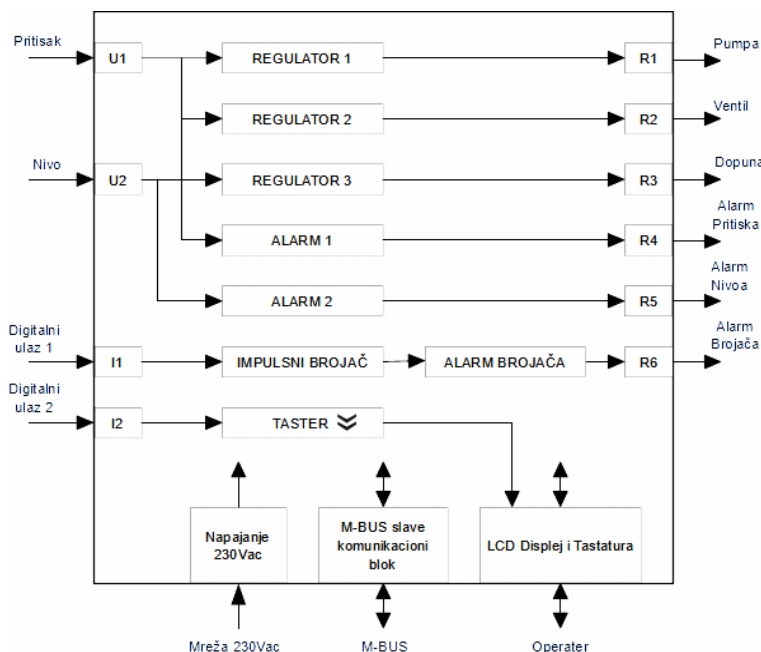 Pritisak
U1
REGULATOR 1
R1
Pumpa
REGULATOR 2
R2
Ventil
Nivo
U2
REGULATOR 3
R3
Dopuna
ALARM 1
R4
Alarm
Pritiska
ALARM 2
R5
Alarm
Nivoa
Digitalni
ulaz 1
I1
IMPULSNI BROJAČ
ALARM BROJAČA
R6
Alarm
Brojača
Digitalni
ulaz 2
I2
TASTER
Napajanje
230Vac
M-BUS slave
komunikacioni
blok
LCD Displej i Tastatura
Mreža 230Vac
M-BUS
Operater